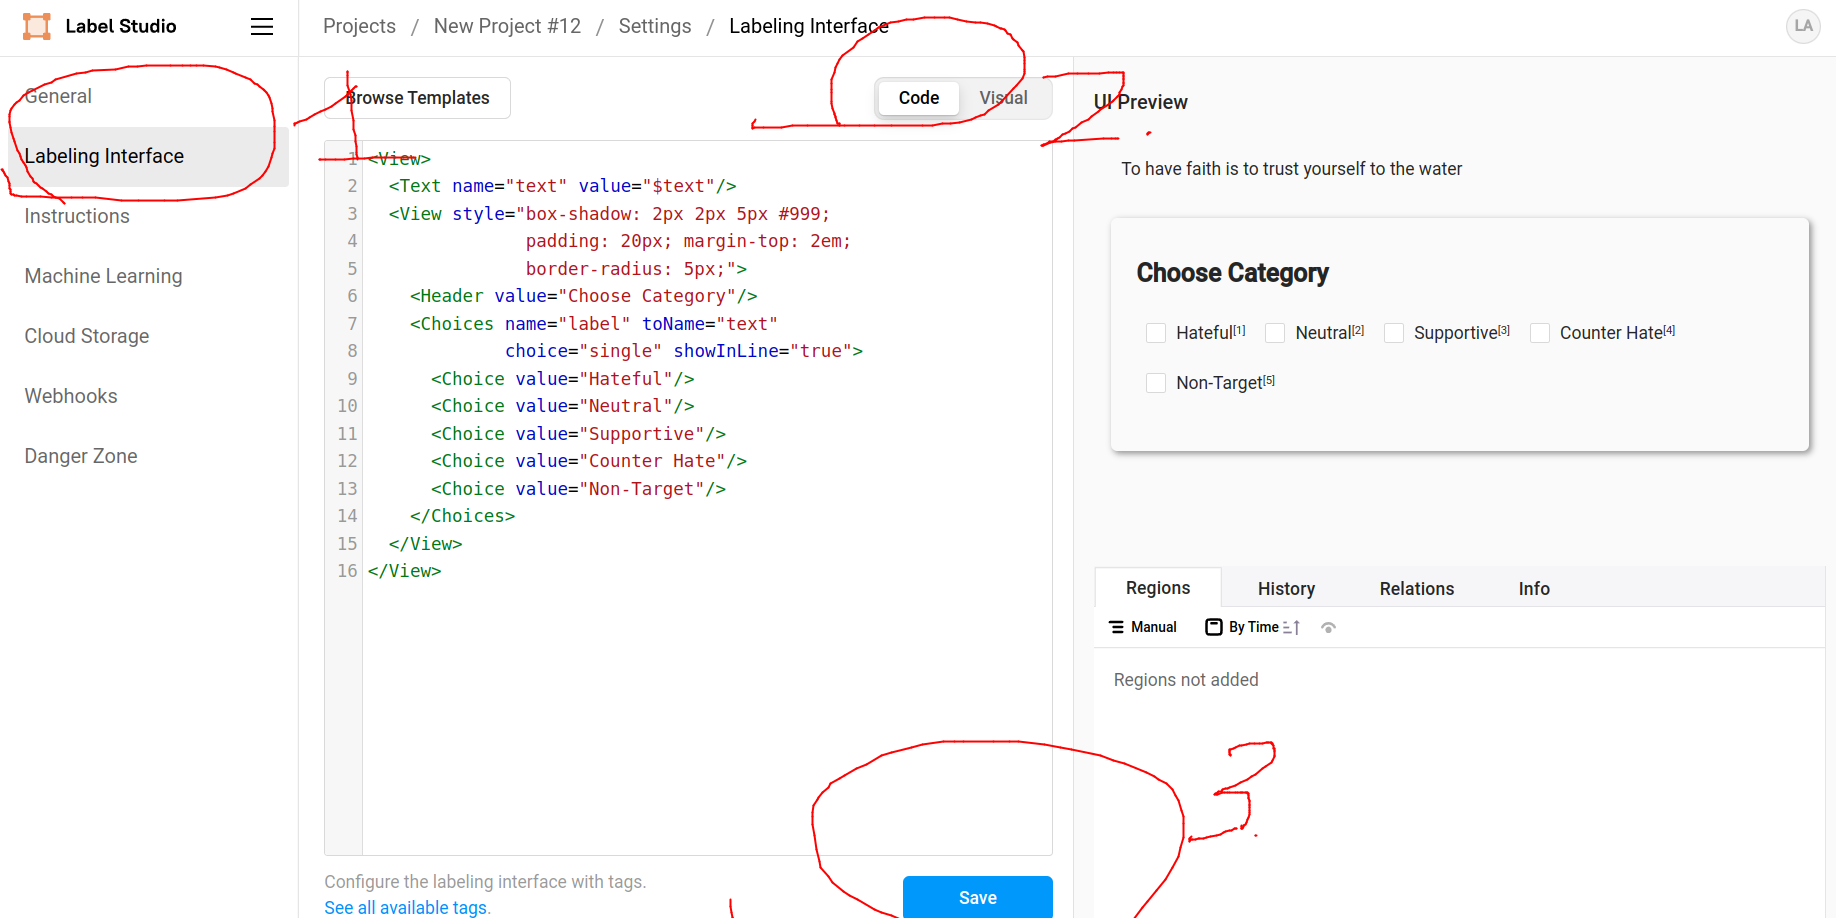 Label Studio
Projects / New Project #12 / Settings / Labeling Interface
LA
General
Labeling Interface
Instructions
Machine Learning
Cloud Storage
Webhooks
Danger Zone
1
Browse Templates
Code Visual
2.
1 <View>
2 <Text name="text" value="$text"/>
3 <View style="box-shadow: 2px 2px 5px #999;
4 padding: 20px; margin-top: 2em;
5 border-radius: 5px;">
6 <Header value="Choose Category"/>
7 <Choices name="label" toName="text"
8 choice="single" showInLine="true">
9 <Choice value="Hateful"/>
10 <Choice value="Neutral"/>
11 <Choice value="Supportive"/>
12 <Choice value="Counter Hate"/>
13 <Choice value="Non-Target"/>
14 </Choices>
15 </View>
16 </View>
Configure the labeling interface with tags.
See all available tags.
Save
UI Preview
To have faith is to trust yourself to the water
Choose Category
Hateful[1] Neutral[2] Supportive[3] Counter Hate[4]
Non-Target[5]
Regions History Relations Info
Manual By Time
Regions not added
3.